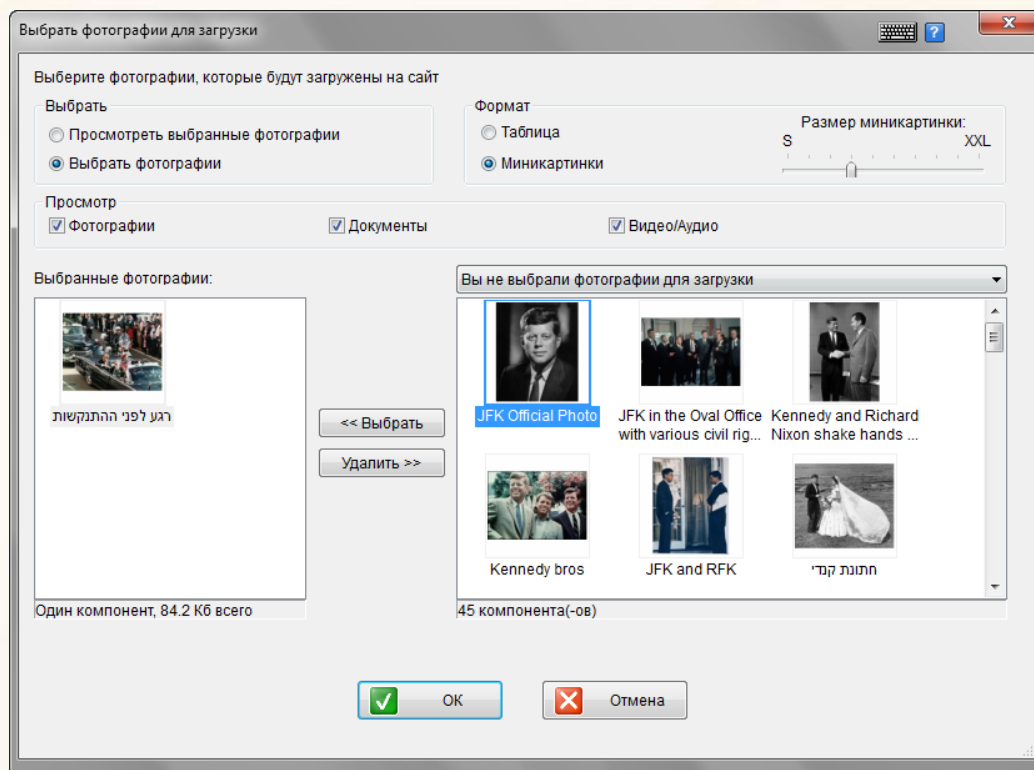 Выбрать фотографии для загрузки
?
Выберите фотографии, которые будут загружены на сайт
Выбрать
Просмотреть выбранные фотографии
Выбрать фотографии
Формат
Таблица
Миникартинки
Размер миникартинки:
S XXL
Просмотр
Фотографии Документы Видео/Аудио
Выбранные фотографии:
רגע לפני ההתנקשות
Один компонент, 84.2 Кб всего
<< Выбрать
Удалить >>
Вы не выбрали фотографии для загрузки
JFK Official Photo
JFK in the Oval Office
with various civil rig...
Kennedy and Richard
Nixon shake hands ...
Kennedy bros
JFK and RFK
חתונת קנדי
45 компонента(-ов)
ОК
Отмена